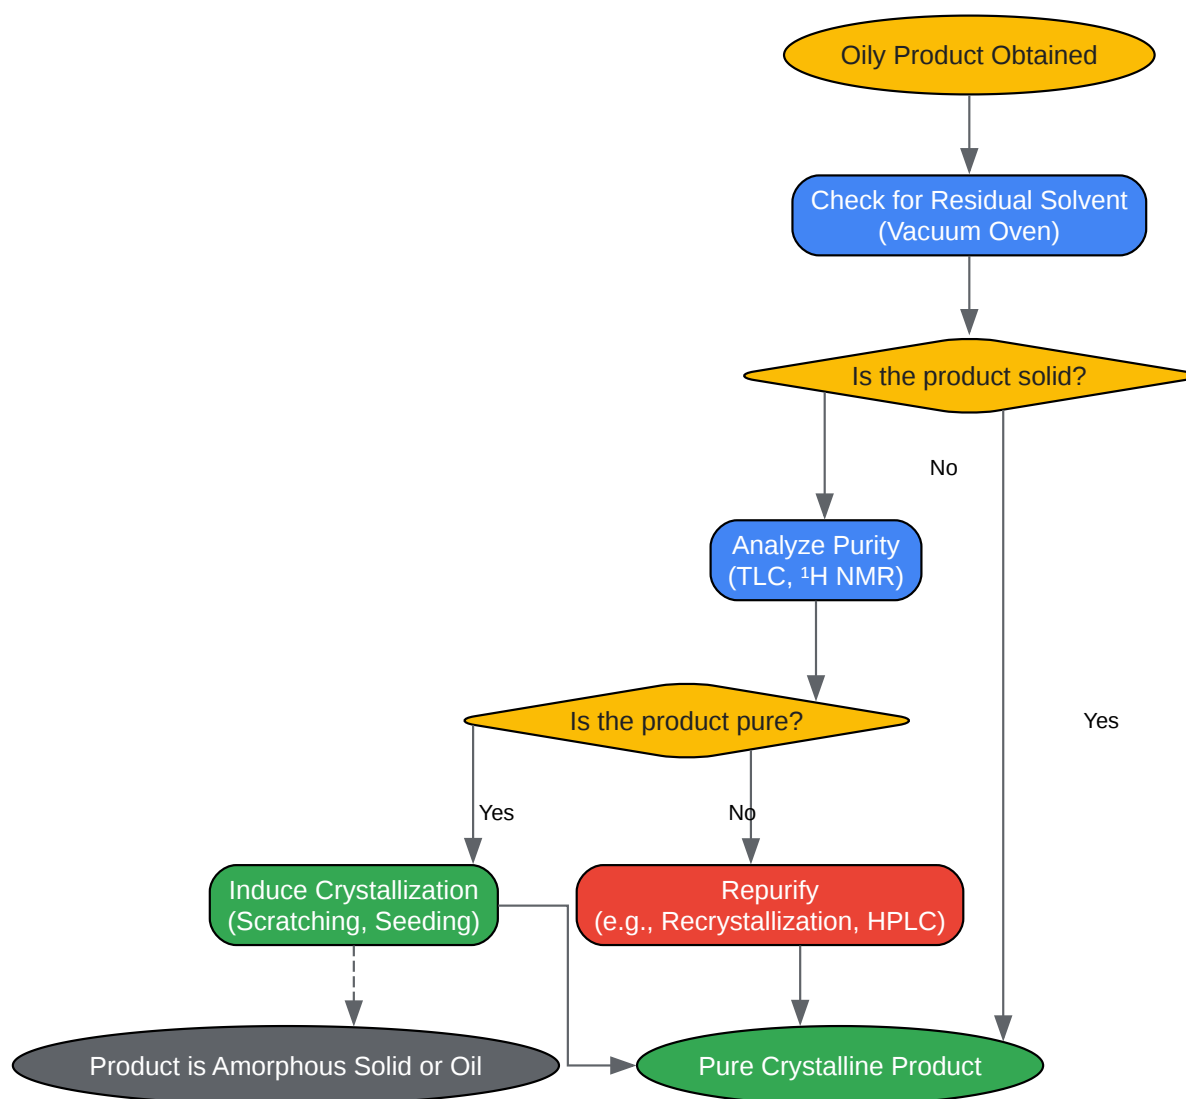 Oily Product Obtained
Check for Residual Solvent
(Vacuum Oven)
Is the product solid?
No
Analyze Purity
(TLC, ¹H NMR)
Is the product pure?
Yes
Yes
No
Induce Crystallization
(Scratching, Seeding)
Repurify
(e.g., Recrystallization, HPLC)
Product is Amorphous Solid or Oil
Pure Crystalline Product